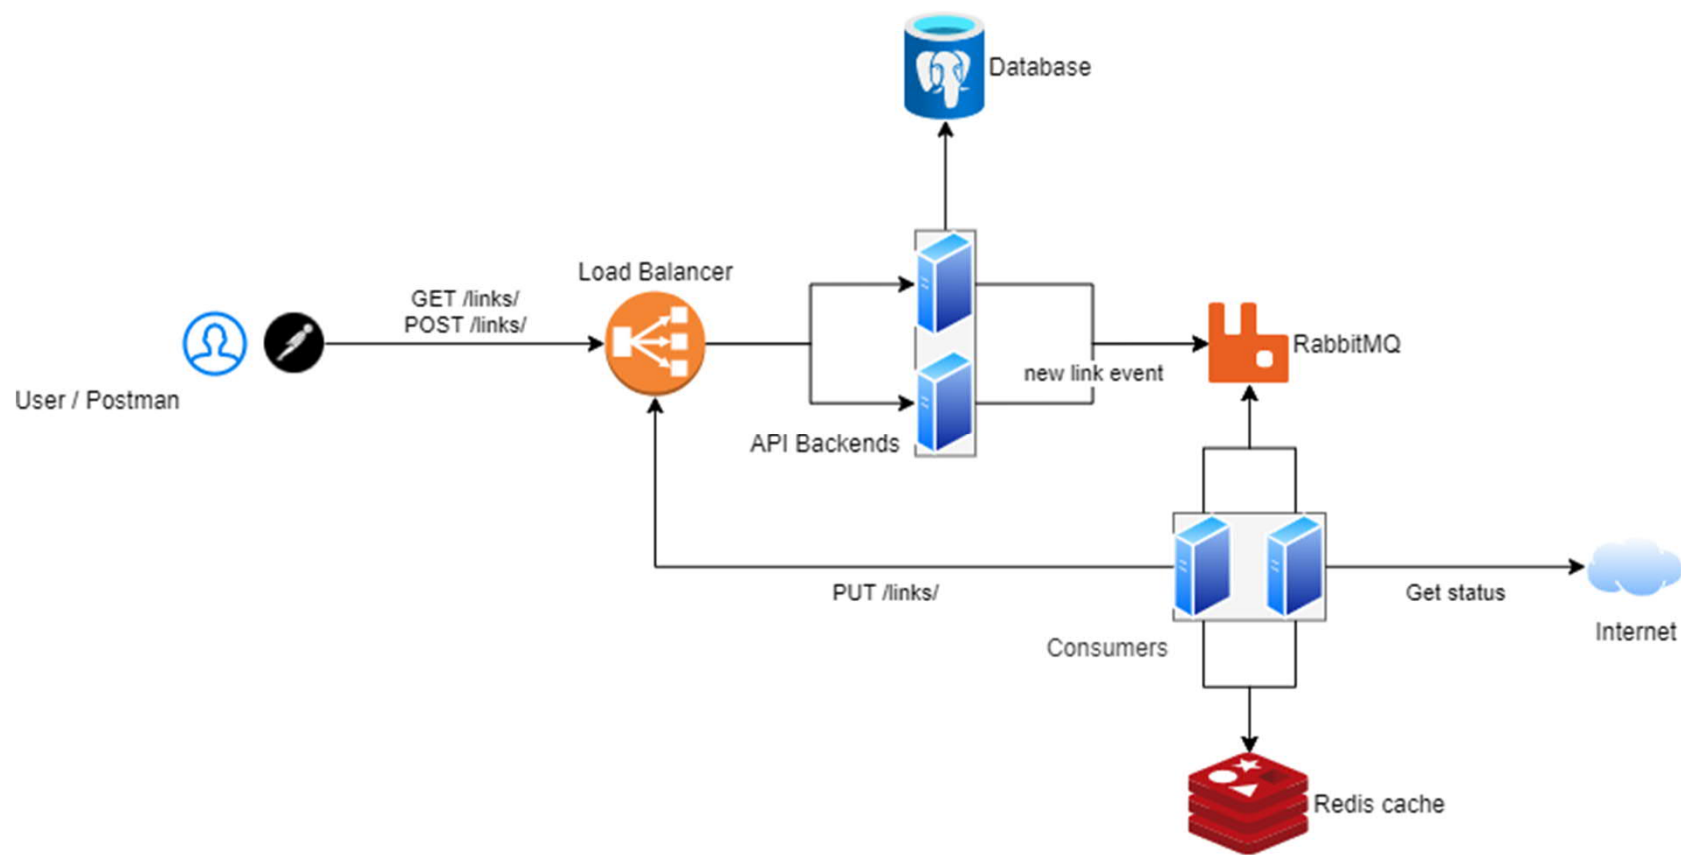 Database
Load Balancer
GET /links/
POST /links/
User / Postman
RabbitMQ
new link event
API Backends
PUT /links/
Get status
Internet
Consumers
Redis cache